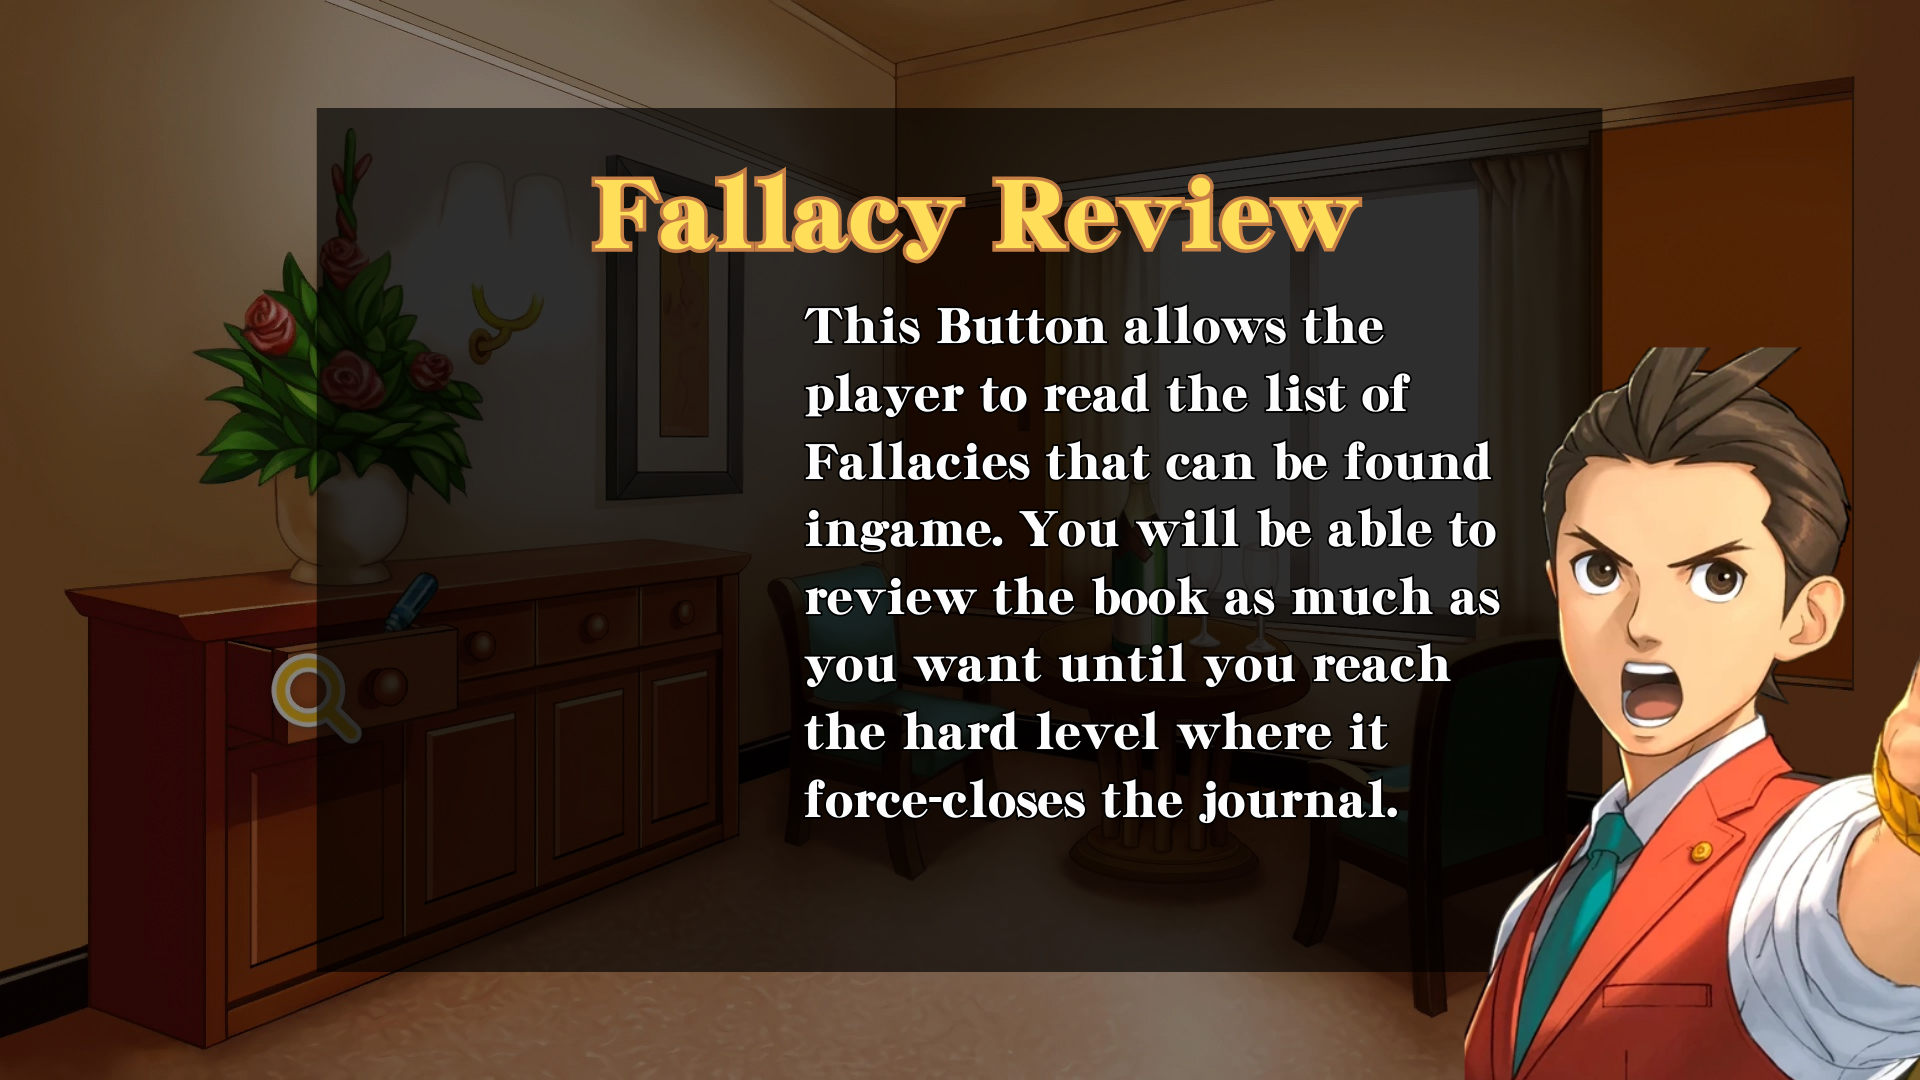 Fallacy Review
This Button allows the
player to read the list of
Fallacies that can be found
ingame. You will be able to
review the book as much as
you want until you reach
the hard level where it
force-closes the journal.